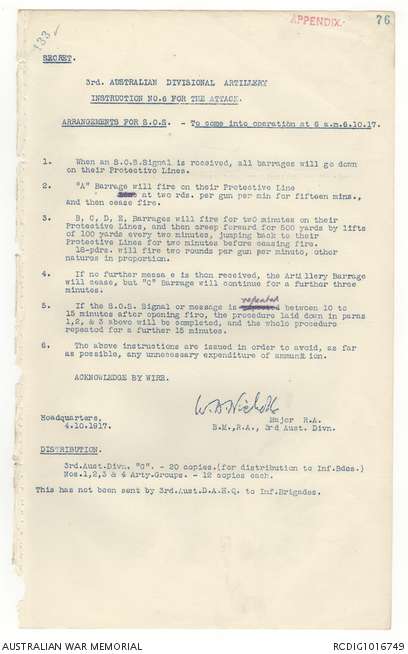 APPENDIX. 76
133 ✓
SECRET.
3rd. AUSTRALIAN DIVISIONAL ARTILLERY
INSTRUCTION NO.6 FOR THE ATTACK.
ARRANGEMENTS FOR S.O.S. - To come into operation at 6 a.m.6.10.17.
1. When an S.O.S.Signal is received, all barrages will go down
on their Protective Lines.
2. "A" Barrage will fire on their Protective Line
at two rds. per gun per min for fifteen mins.,
and then cease fire.
3. B, C, D, E, Barrages will fire for two minutes on their
Protective Lines, and then creep forward for 500 yards by lifts
of 100 yards every two minutes, jumping back to their
Protective Lines for two minutes before ceasing fire.
18-pdrs. will fire two rounds per gun per minute, other
natures in proportion.
4. If no further messa e is then received, the Artillery Barrage
will cease, but "C" Barrage will continue for a further three
minutes.
repeated
5. If the S.O.S Signal or message is between 10 to
15 minutes after opening fire, the procedure laid down in paras
1,2, & 3 above will be completed, and the whole procedure
repeated for a further 15 minutes.
6. The above instructions are issued in order to avoid, as far
as possible, any unnecessary expenditure of ammunition.
ACKNOWLEDGE BY WIRE.
W.D. Nicholls
Headquarters, Major R.A.
4.10.1917. B.M.,R.A., 3rd Aust. Divn.
DISTRIBUTION.
3rd.Aust.Divn. "G". - 20 copies.(for distribution to Inf.Bdes.)
Nos.1,2,3 & 4 Arty.Groups. - 12 copies each.
This has not been sent by 3rd.Aust.D.A.H.Q. to Inf.Brigades.
AUSTRALIAN WAR MEMORIAL RCDIG1016749